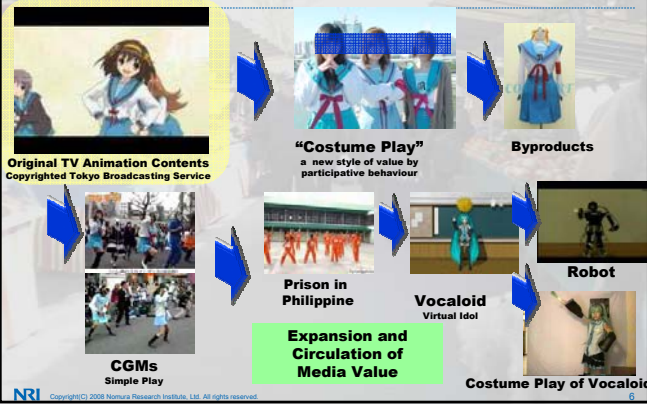 Original TV Animation Contents
Copyrighted Tokyo Broadcasting Service
“Costume Play”
a new style of value by
participative behaviour
Byproducts
CGMs
Simple Play
Prison in
Philippine
Vocaloid
Virtual Idol
Robot
Costume Play of Vocaloid
Expansion and
Circulation of
Media Value
NRI Copyright(C) 2008 Nomura Research Institute, Ltd. All rights reserved.
6